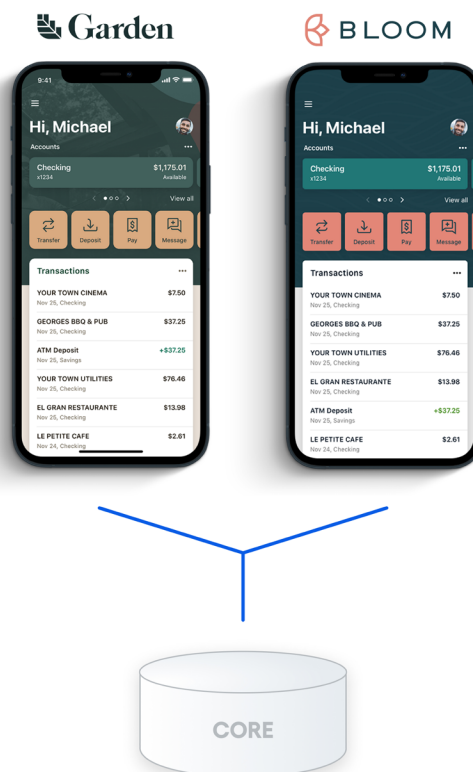 Garden
BLOOM
9:41
Hi, Michael
Accounts
Checking $1,175.01
x1234 Available
View all
Transfer Deposit Pay Message
Transactions
YOUR TOWN CINEMA $7.50
Nov 25, Checking
GEORGES BBQ & PUB $37.25
Nov 25, Checking
ATM Deposit +$37.25
Nov 25, Savings
YOUR TOWN UTILITIES $76.46
Nov 25, Checking
EL GRAN RESTAURANTE $13.98
Nov 25, Checking
LE PETITE CAFE $2.61
Nov 24, Checking
Hi, Michael
Accounts
Checking $1,175.01
x1234 Available
View all
Transfer Deposit Pay Message
Transactions
YOUR TOWN CINEMA $7.50
Nov 25, Checking
GEORGES BBQ & PUB $37.25
Nov 25, Checking
YOUR TOWN UTILITIES $76.46
Nov 25, Checking
EL GRAN RESTAURANTE $13.98
Nov 25, Checking
ATM Deposit +$37.25
Nov 25, Savings
LE PETITE CAFE $2.61
Nov 24, Checking
CORE